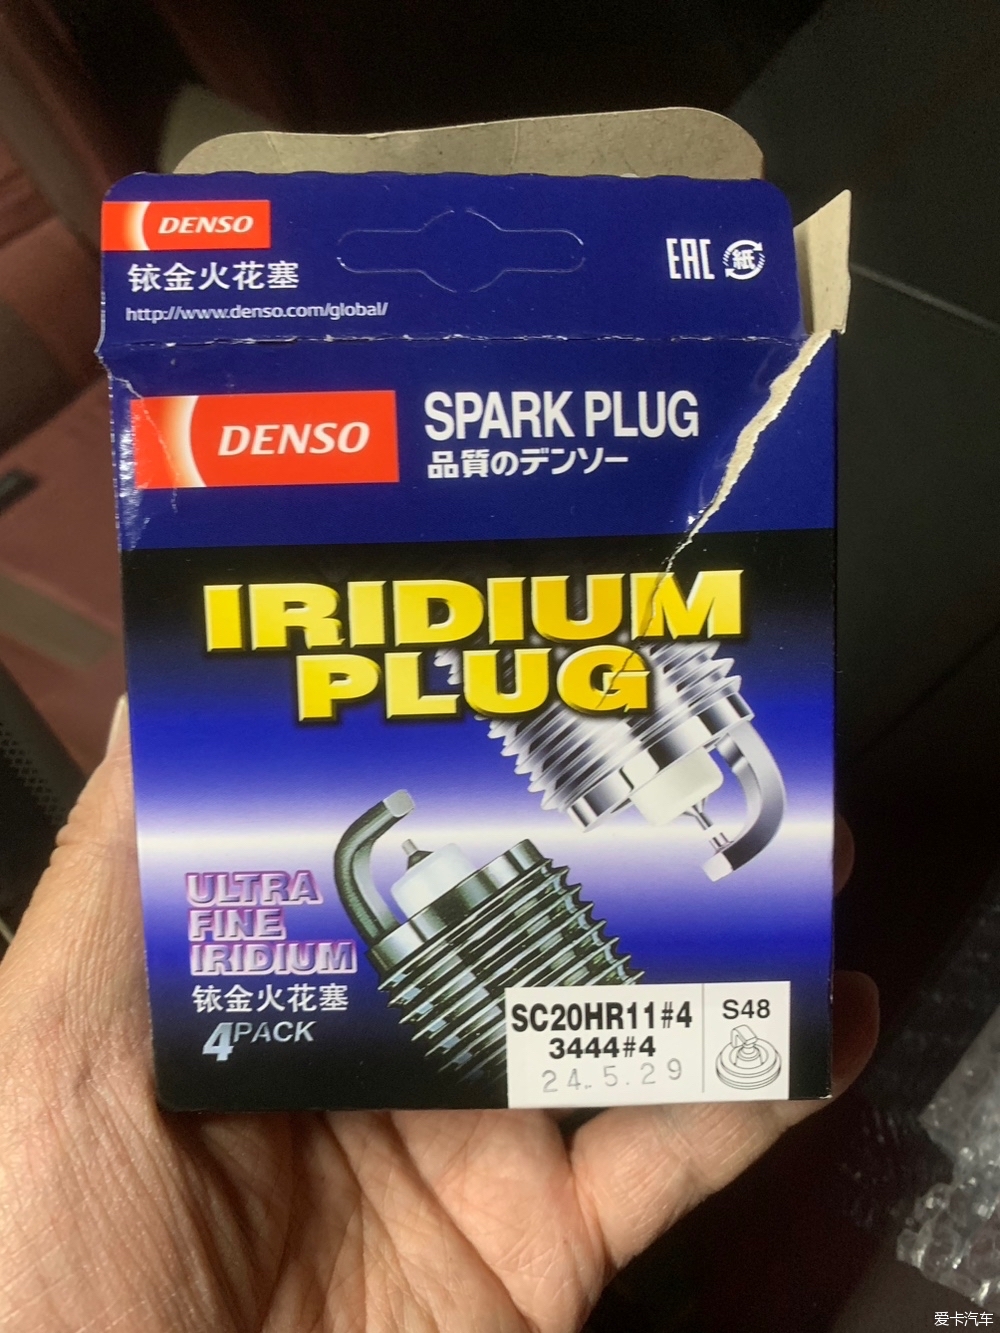 DENSO
铱金火花塞
http://www.denso.com/global/
EAC
紙
DENSO
SPARK PLUG
品質のデンソー
IRIDIUM
PLUG
ULTRA
FINE
IRIDIUM
铱金火花塞
4PACK
SC20HR11#4
3444#4
24.5.29
S48
爱卡汽车